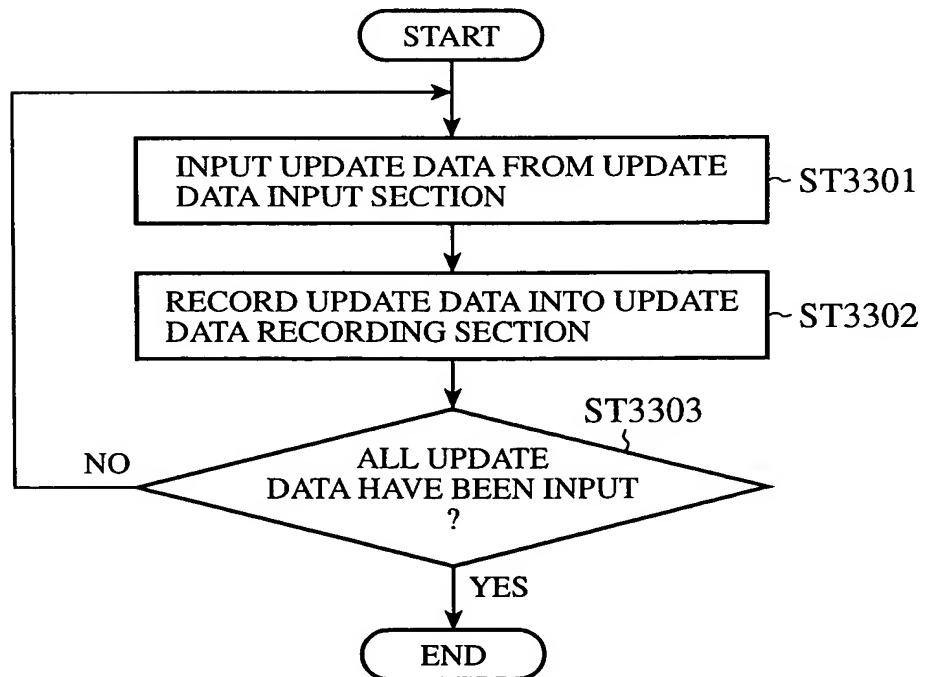 START
INPUT UPDATE DATA FROM UPDATE
DATA INPUT SECTION
ST3301
RECORD UPDATE DATA INTO UPDATE
DATA RECORDING SECTION
ST3302
ST3303
NO
ALL UPDATE
DATA HAVE BEEN INPUT
?
YES
END